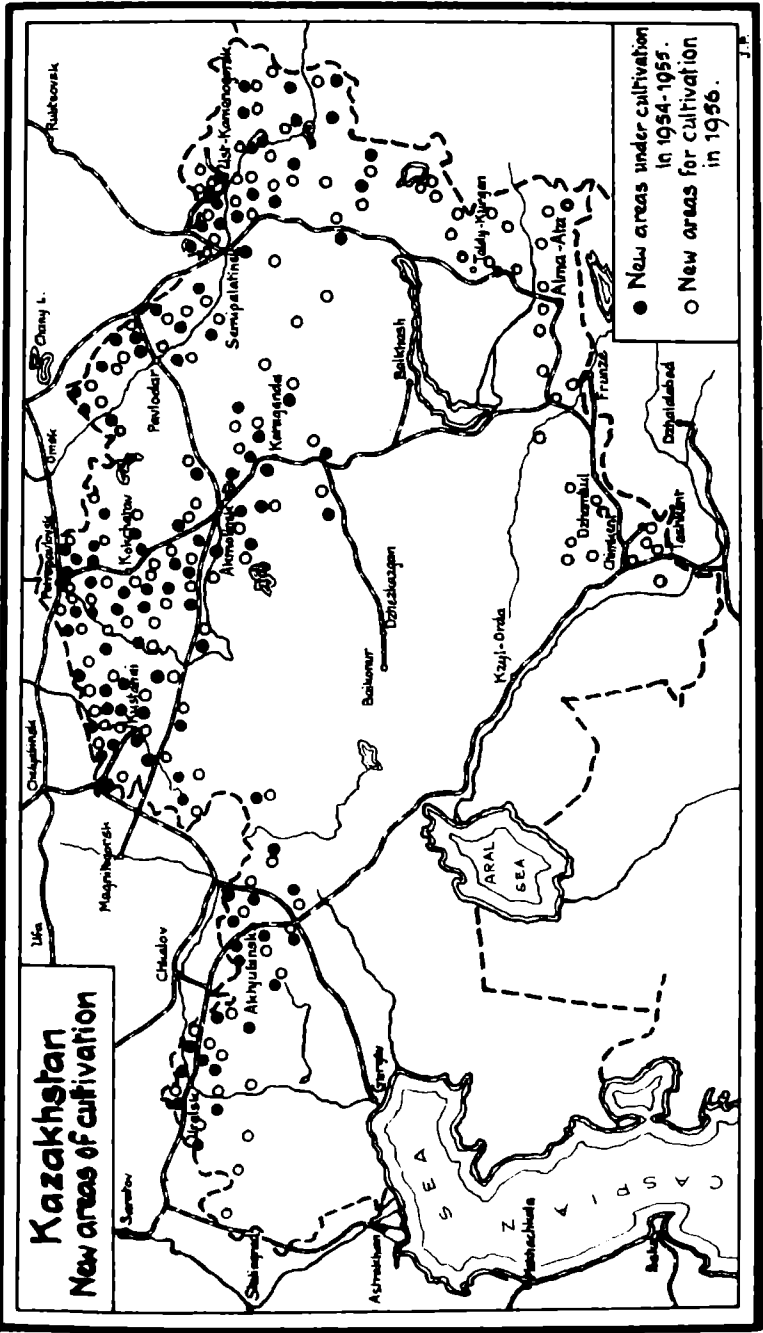 Kazakhstan
New areas of cultivation
● New areas under cultivation
in 1954-1955.
○ New areas for cultivation
in 1956.
J.F.
Ufa
Chelyabinsk
Petropavlovsk
Omsk
Chany L.
Rubtsovsk
Saratov
Chkalov
Magnitogorsk
Kustanai
Kokchetav
Pavlodar
Semipalatinsk
Ust-Kamenogorsk
Uralsk
Aktyubinsk
Akmolinsk
Karaganda
Stalingrad
Astrakhan
Guryev
Baikonur
Dzhezkazgan
Balkhash
Taldy-Kurgan
Alma-Ata
ARAL
SEA
Kzyl-Orda
Dzhambul
Chimkent
Frunze
Tashkent
Dzhalalabad
CASPIAN
SEA
Makhachkala
Baku